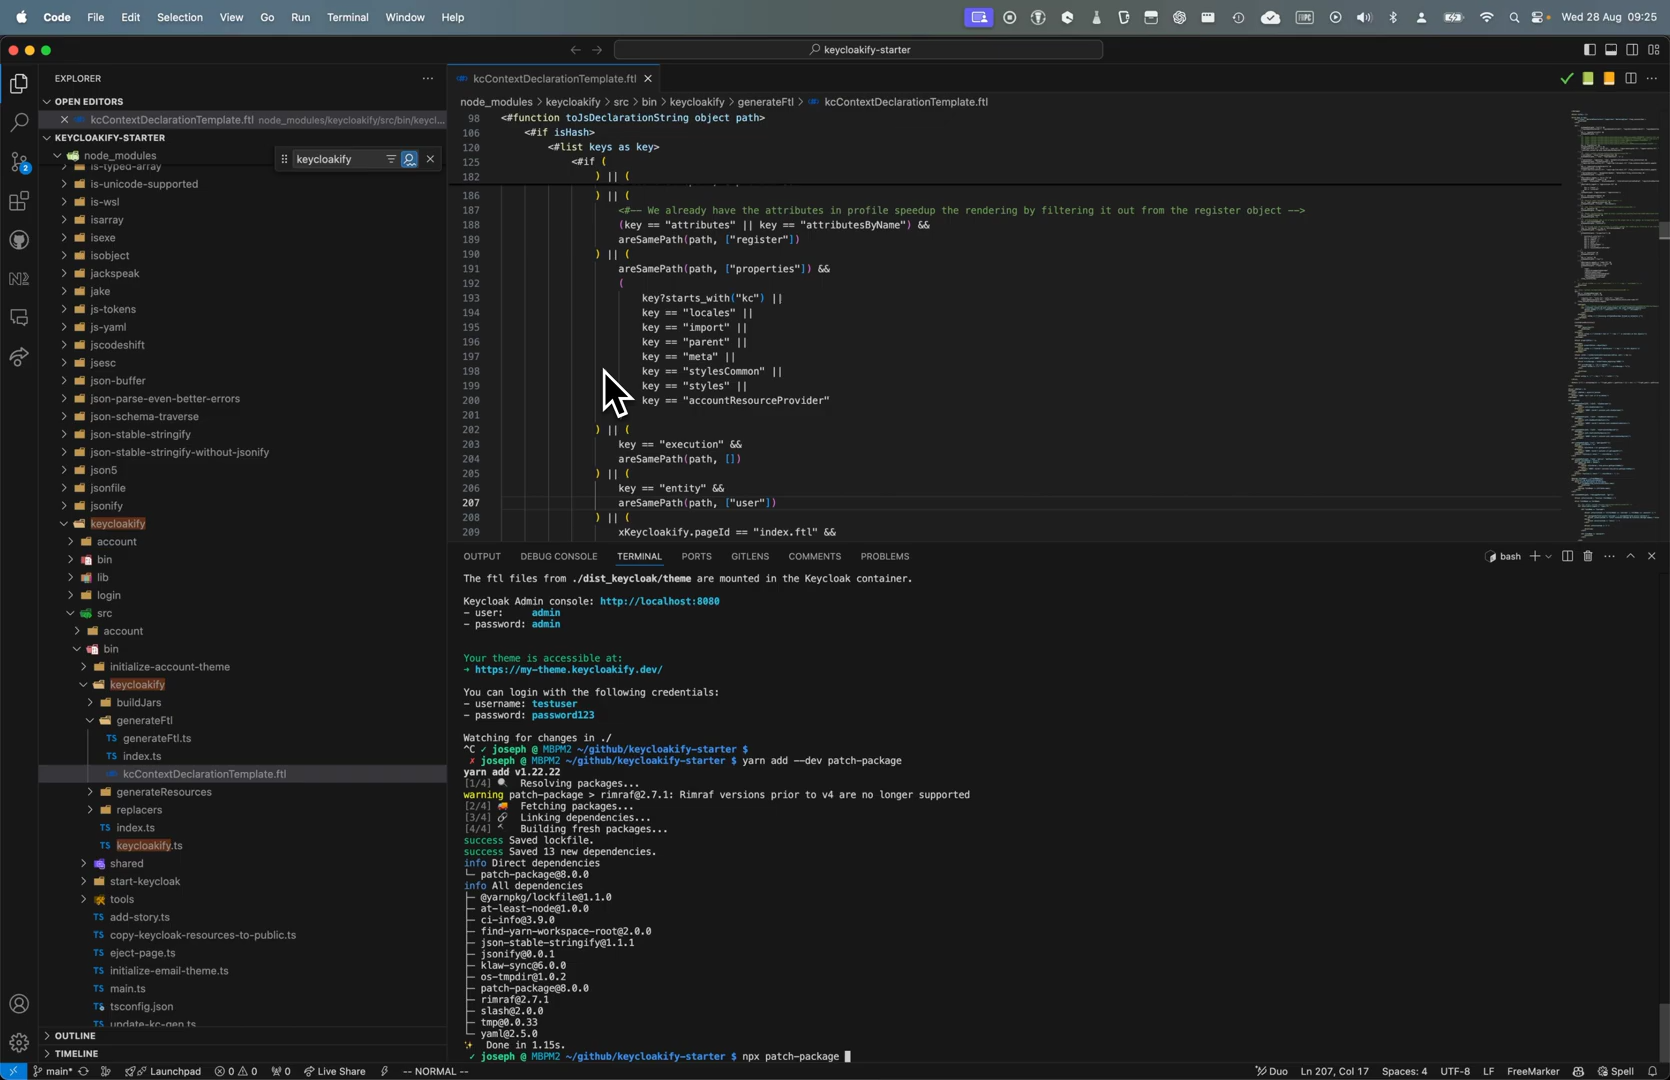 Code File Edit Selection View Go Run Terminal Window Help
Wed 28 Aug 09:25
keycloakify-starter
EXPLORER
OPEN EDITORS
kcContextDeclarationTemplate.ftl node_modules/keycloakify/src/bin/keycl...
KEYCLOAKIFY-STARTER
keycloakify
node_modules
is-typed-array
is-unicode-supported
is-wsl
isarray
isexe
isobject
jackspeak
jake
js-tokens
js-yaml
jscodeshift
jsesc
json-buffer
json-parse-even-better-errors
json-schema-traverse
json-stable-stringify
json-stable-stringify-without-jsonify
json5
jsonfile
jsonify
keycloakify
account
bin
lib
login
src
account
bin
initialize-account-theme
keycloakify
buildJars
generateFtl
TS generateFtl.ts
TS index.ts
kcContextDeclarationTemplate.ftl
generateResources
replacers
TS index.ts
TS keycloakify.ts
shared
start-keycloak
tools
TS add-story.ts
TS copy-keycloak-resources-to-public.ts
TS eject-page.ts
TS initialize-email-theme.ts
TS main.ts
tsconfig.json
TS update-kc-gen.ts
OUTLINE
TIMELINE
kcContextDeclarationTemplate.ftl
node_modules > keycloakify > src > bin > keycloakify > generateFtl > kcContextDeclarationTemplate.ftl
98 <#function toJsDeclarationString object path>
106 <#if isHash>
120 <#list keys as key>
125 <#if (
182 ) || (
186 ) || (
187 <#-- We already have the attributes in profile speedup the rendering by filtering it out from the register object -->
188 (key == "attributes" || key == "attributesByName") &&
189 areSamePath(path, ["register"])
190 ) || (
191 areSamePath(path, ["properties"]) &&
192 (
193 key?starts_with("kc") ||
194 key == "locales" ||
195 key == "import" ||
196 key == "parent" ||
197 key == "meta" ||
198 key == "stylesCommon" ||
199 key == "styles" ||
200 key == "accountResourceProvider"
201
202 ) || (
203 key == "execution" &&
204 areSamePath(path, [])
205 ) || (
206 key == "entity" &&
207 areSamePath(path, ["user"])
208 ) || (
209 xKeycloakify.pageId == "index.ftl" &&
OUTPUT DEBUG CONSOLE TERMINAL PORTS GITLENS COMMENTS PROBLEMS
bash
The ftl files from ./dist_keycloak/theme are mounted in the Keycloak container.
Keycloak Admin console: http://localhost:8080
- user: admin
- password: admin
Your theme is accessible at:
➜ https://my-theme.keycloakify.dev/
You can login with the following credentials:
- username: testuser
- password: password123
Watching for changes in ./
^C ✓ joseph @ MBPM2 ~/github/keycloakify-starter $
✗ joseph @ MBPM2 ~/github/keycloakify-starter $ yarn add --dev patch-package
yarn add v1.22.22
[1/4] 🔍 Resolving packages...
warning patch-package > rimraf@2.7.1: Rimraf versions prior to v4 are no longer supported
[2/4] 🚚 Fetching packages...
[3/4] 🔗 Linking dependencies...
[4/4] 🔨 Building fresh packages...
success Saved lockfile.
success Saved 13 new dependencies.
info Direct dependencies
└─ patch-package@8.0.0
info All dependencies
├─ @yarnpkg/lockfile@1.1.0
├─ at-least-node@1.0.0
├─ ci-info@3.9.0
├─ find-yarn-workspace-root@2.0.0
├─ json-stable-stringify@1.1.1
├─ jsonify@0.0.1
├─ klaw-sync@6.0.0
├─ os-tmpdir@1.0.2
├─ patch-package@8.0.0
├─ rimraf@2.7.1
├─ slash@2.0.0
├─ tmp@0.0.33
└─ yaml@2.5.0
✨ Done in 1.15s.
✓ joseph @ MBPM2 ~/github/keycloakify-starter $ npx patch-package
main* Launchpad 0 0 0 Live Share -- NORMAL --
Duo Ln 207, Col 17 Spaces: 4 UTF-8 LF FreeMarker Spell